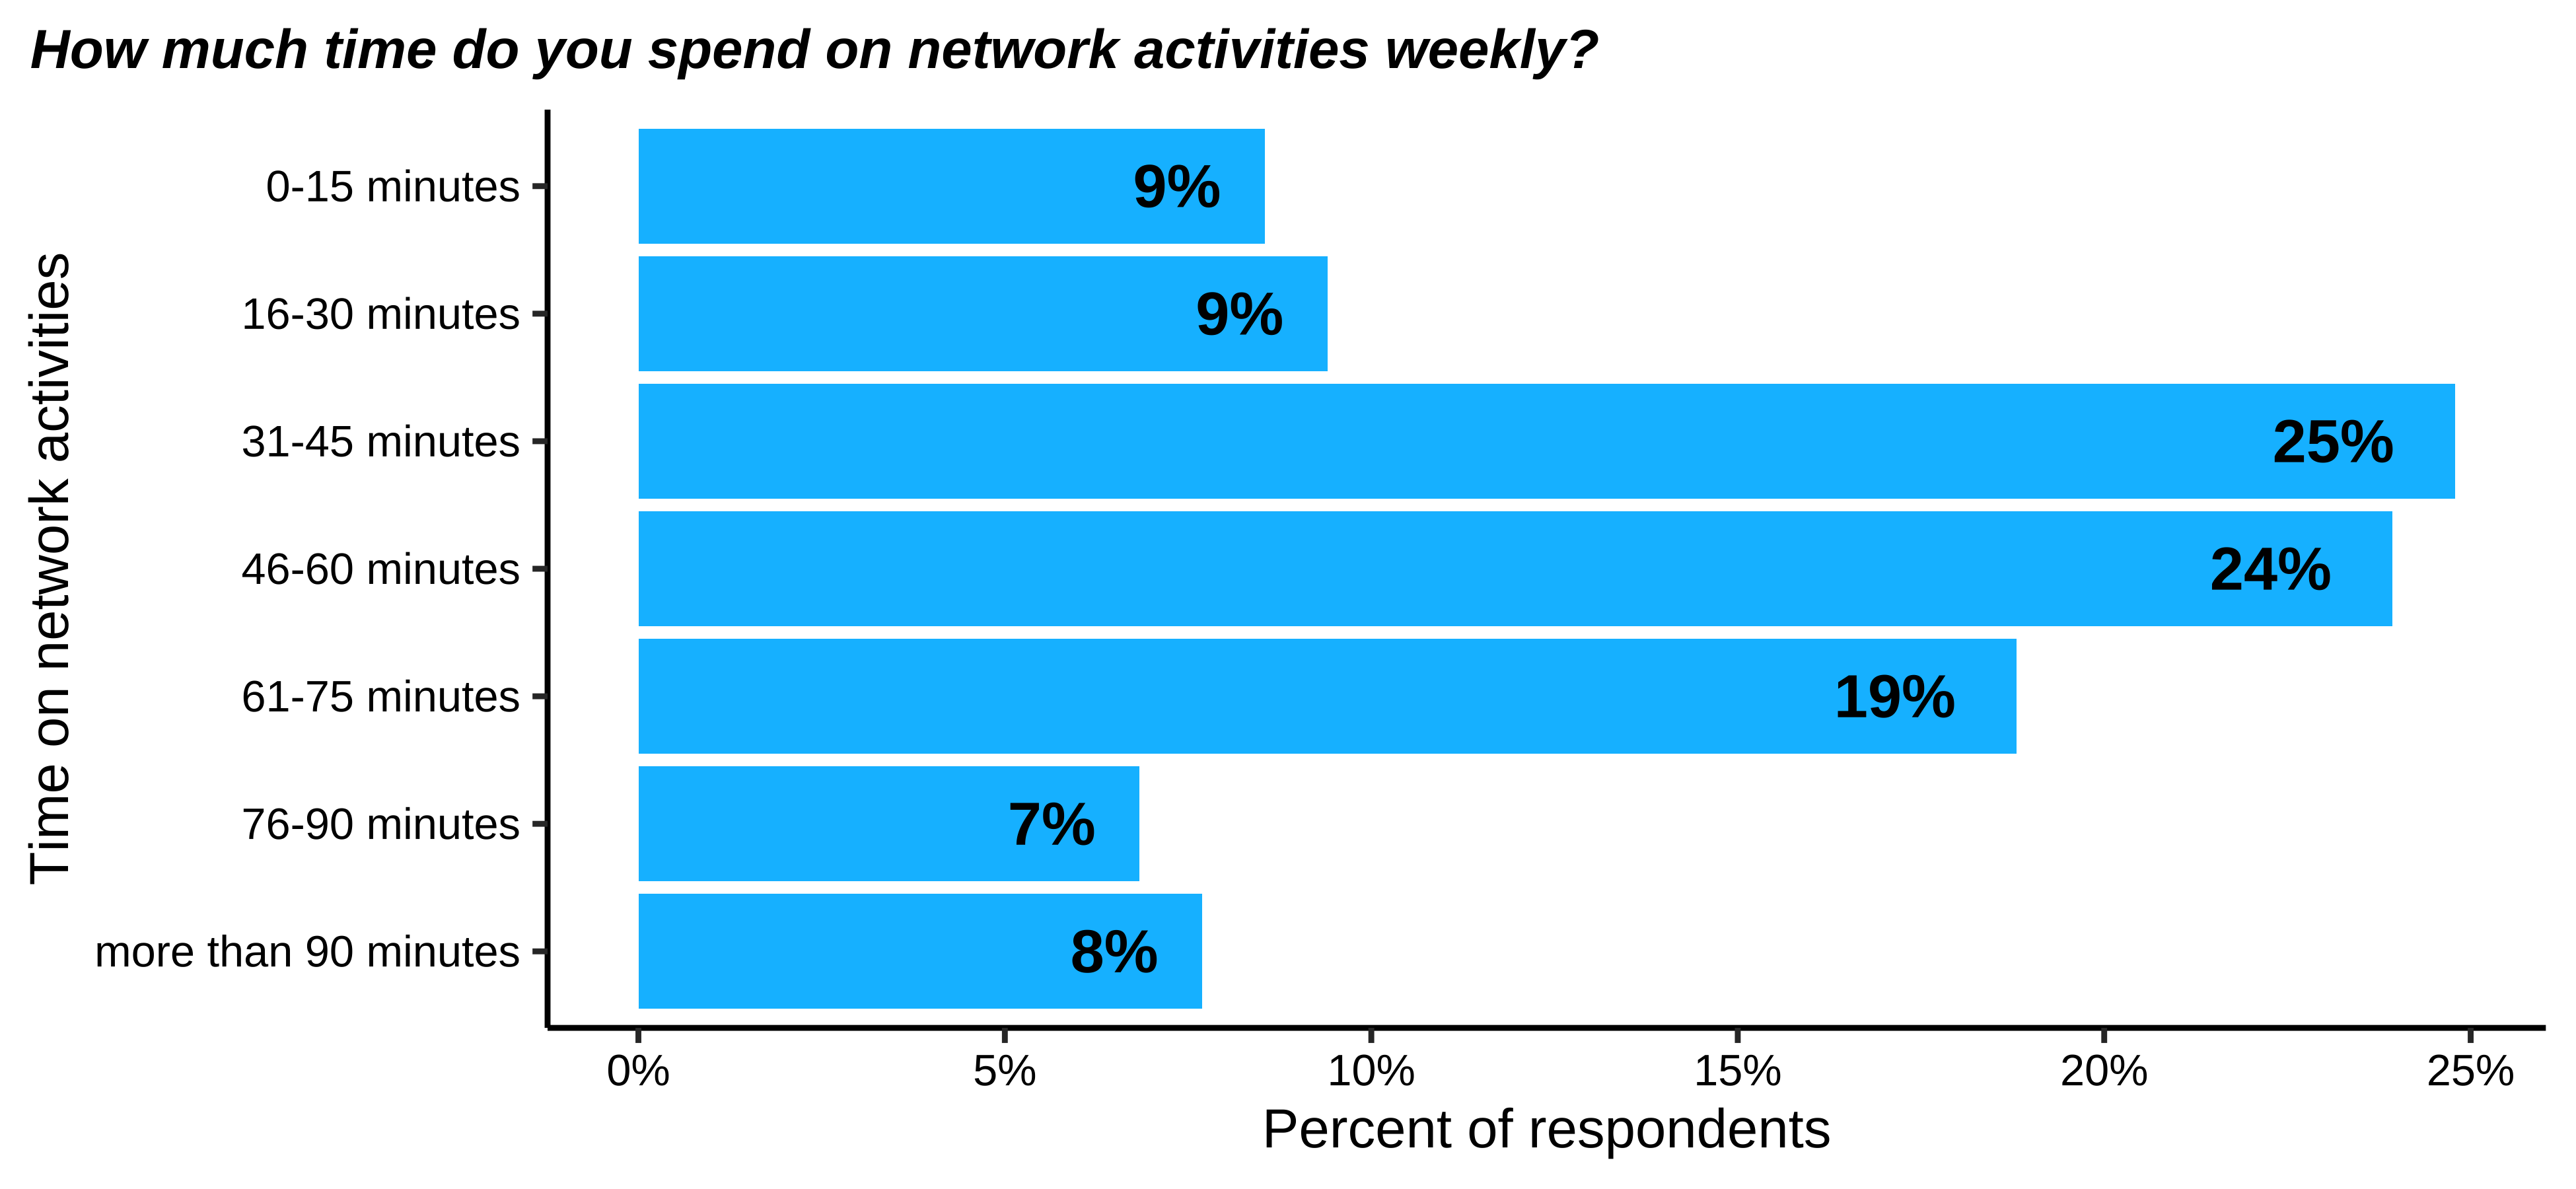 How much time do you spend on network activities weekly?
Time on network activities
0-15 minutes
9%
16-30 minutes
9%
31-45 minutes
25%
46-60 minutes
24%
61-75 minutes
19%
76-90 minutes
7%
more than 90 minutes
8%
0% 5% 10% 15% 20% 25%
Percent of respondents